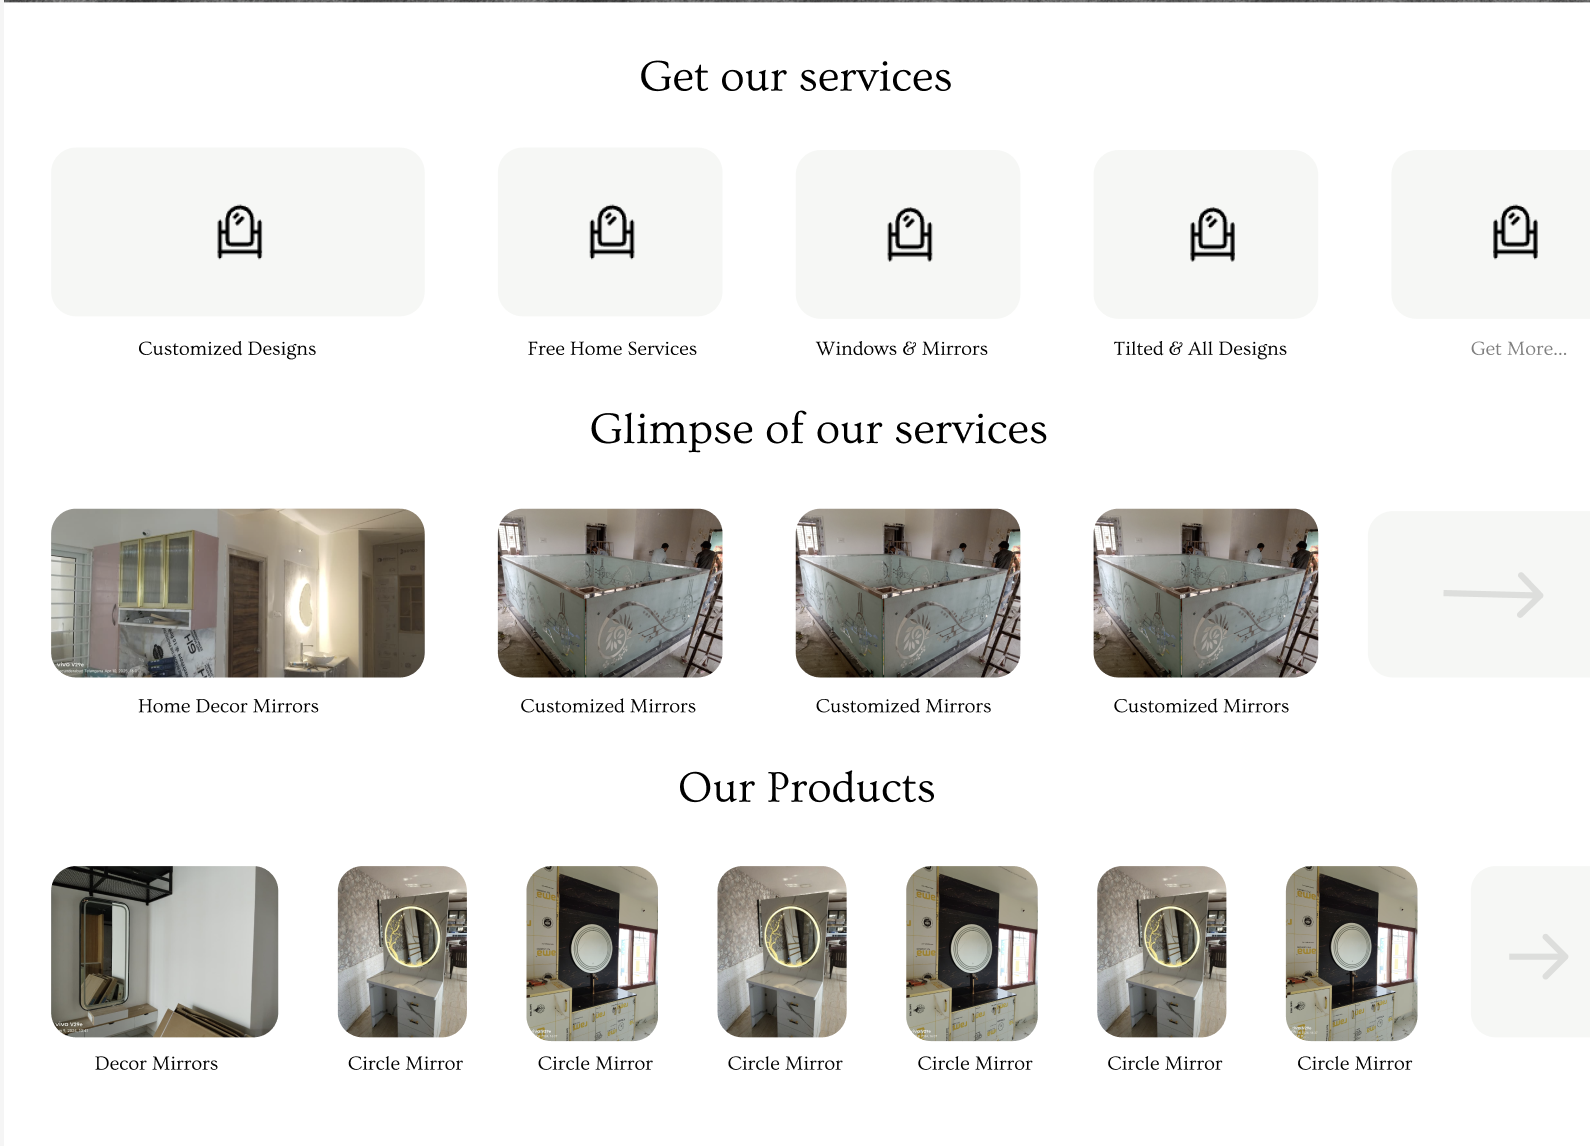 Get our services
Customized Designs
Free Home Services
Windows & Mirrors
Tilted & All Designs
Get More...
Glimpse of our services
Home Decor Mirrors
Customized Mirrors
Customized Mirrors
Customized Mirrors
Our Products
Decor Mirrors
Circle Mirror
Circle Mirror
Circle Mirror
Circle Mirror
Circle Mirror
Circle Mirror